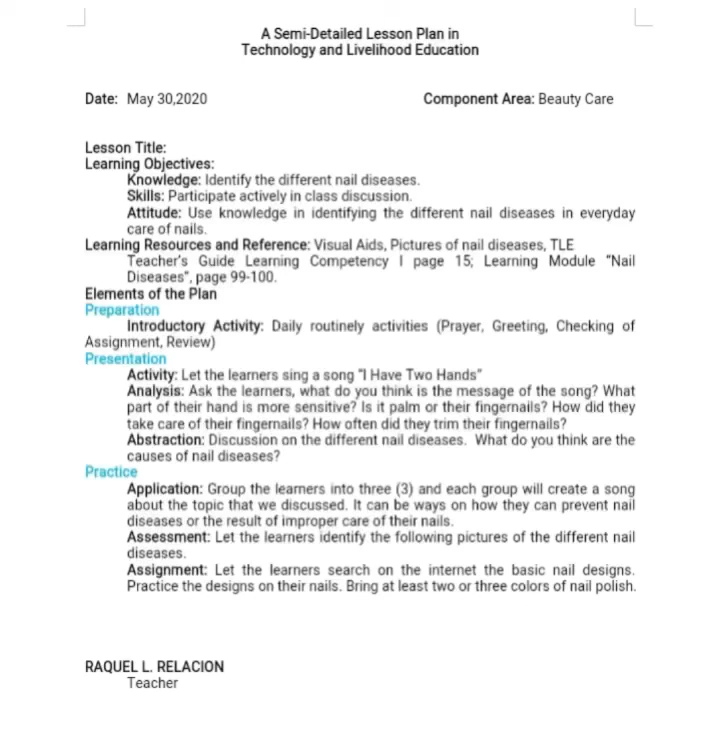 A Semi-Detailed Lesson Plan in
Technology and Livelihood Education
Date: May 30,2020 Component Area: Beauty Care
Lesson Title:
Learning Objectives:
Knowledge: Identify the different nail diseases.
Skills: Participate actively in class discussion.
Attitude: Use knowledge in identifying the different nail diseases in everyday
care of nails.
Learning Resources and Reference: Visual Aids, Pictures of nail diseases, TLE
Teacher's Guide Learning Competency I page 15; Learning Module "Nail
Diseases", page 99-100.
Elements of the Plan
Preparation
Introductory Activity: Daily routinely activities (Prayer, Greeting, Checking of
Assignment, Review)
Presentation
Activity: Let the learners sing a song "I Have Two Hands"
Analysis: Ask the learners, what do you think is the message of the song? What
part of their hand is more sensitive? Is it palm or their fingernails? How did they
take care of their fingernails? How often did they trim their fingernails?
Abstraction: Discussion on the different nail diseases. What do you think are the
causes of nail diseases?
Practice
Application: Group the learners into three (3) and each group will create a song
about the topic that we discussed. It can be ways on how they can prevent nail
diseases or the result of improper care of their nails.
Assessment: Let the learners identify the following pictures of the different nail
diseases.
Assignment: Let the learners search on the internet the basic nail designs.
Practice the designs on their nails. Bring at least two or three colors of nail polish.
RAQUEL L. RELACION
Teacher